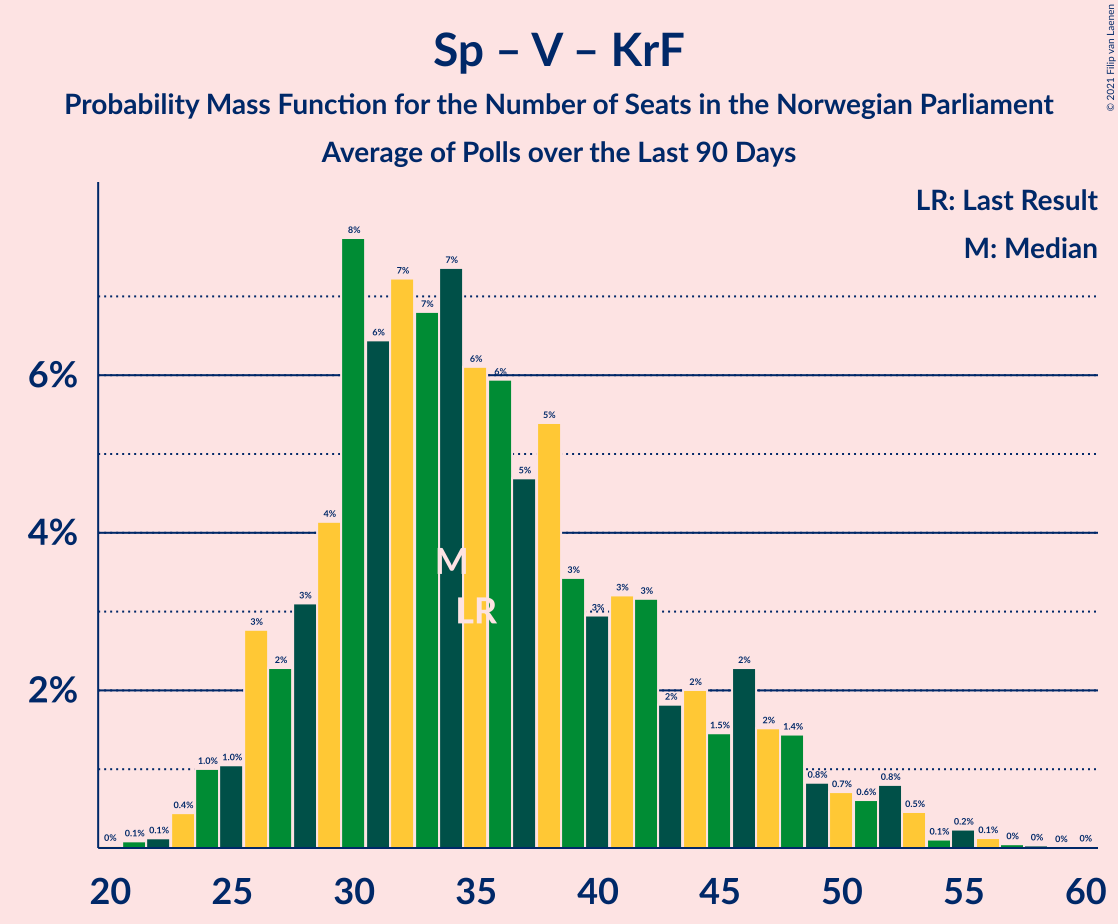 Sp – V – KrF
Probability Mass Function for the Number of Seats in the Norwegian Parliament
Average of Polls over the Last 90 Days
© 2021 Filip van Laenen
LR: Last Result
M: Median
6%
4%
2%
0% 0.1% 0.1% 0.4% 1.0% 1.0% 3% 2% 3% 4% 8% 6% 7% 7% 7% 6% 6% 5% 5% 3% 3% 3% 3% 2% 2% 1.5% 2% 2% 1.4% 0.8% 0.7% 0.6% 0.8% 0.5% 0.1% 0.2% 0.1% 0% 0% 0% 0%
M
LR
20 25 30 35 40 45 50 55 60